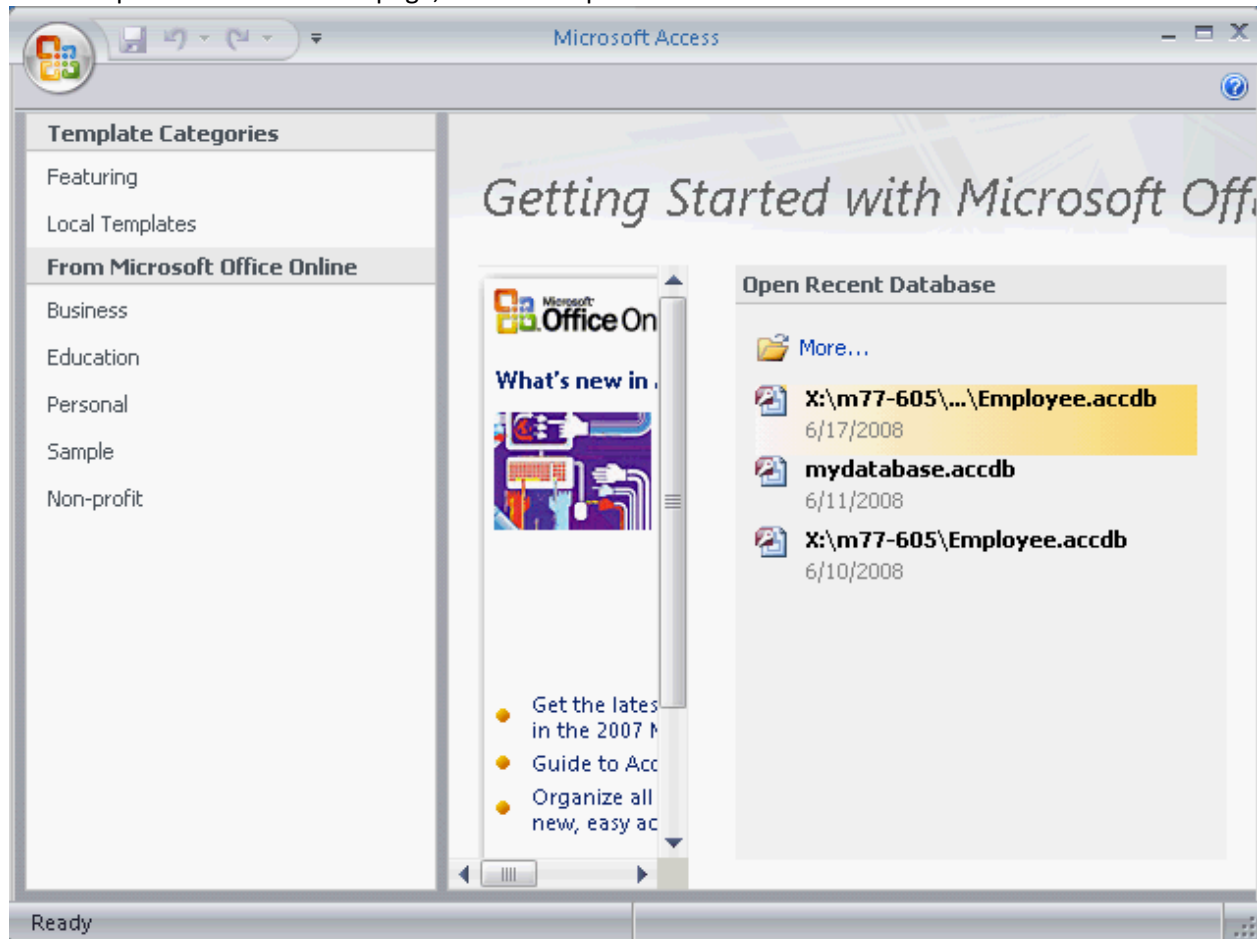 Microsoft Access
Template Categories
Featuring
Local Templates
From Microsoft Office Online
Business
Education
Personal
Sample
Non-profit
Getting Started with Microsoft Off
Microsoft
Office On
What's new in
Get the lates
in the 2007
Guide to Acc
Organize all
new, easy ac
Open Recent Database
More...
X:\m77-605\...\Employee.accdb
6/17/2008
mydatabase.accdb
6/11/2008
X:\m77-605\Employee.accdb
6/10/2008
Ready